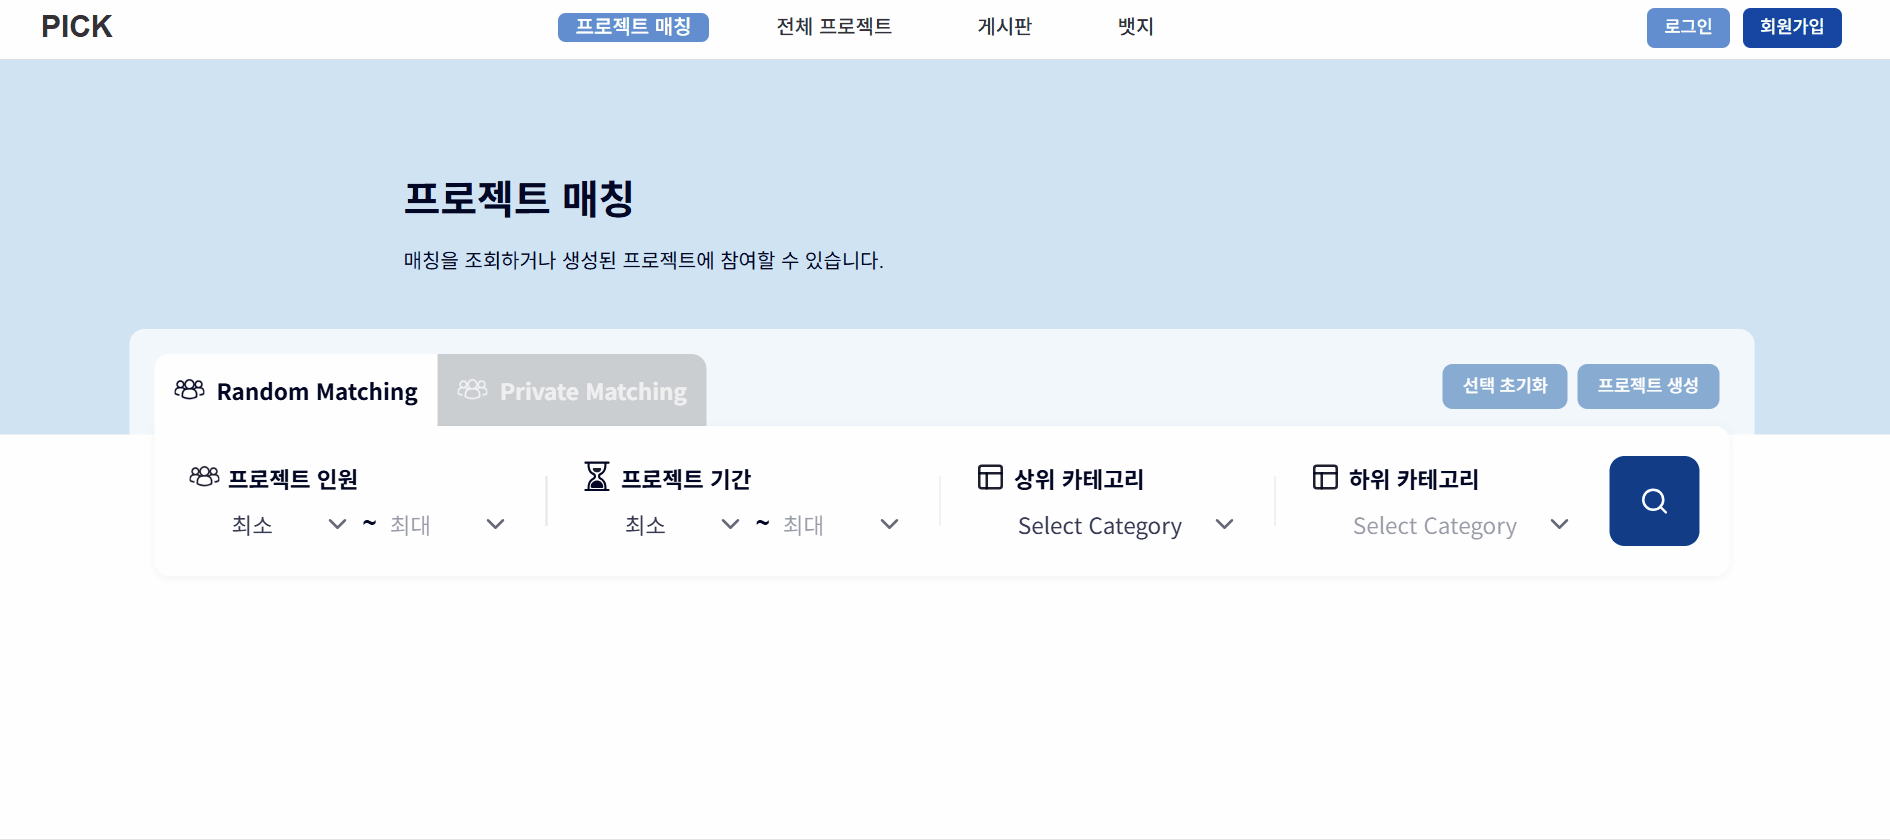 PICK 프로젝트 매칭 전체 프로젝트 게시판 뱃지 로그인 회원가입
프로젝트 매칭
매칭을 조회하거나 생성된 프로젝트에 참여할 수 있습니다.
Random Matching Private Matching 선택 초기화 프로젝트 생성
프로젝트 인원 프로젝트 기간 상위 카테고리 하위 카테고리
최소 ~ 최대 최소 ~ 최대 Select Category Select Category